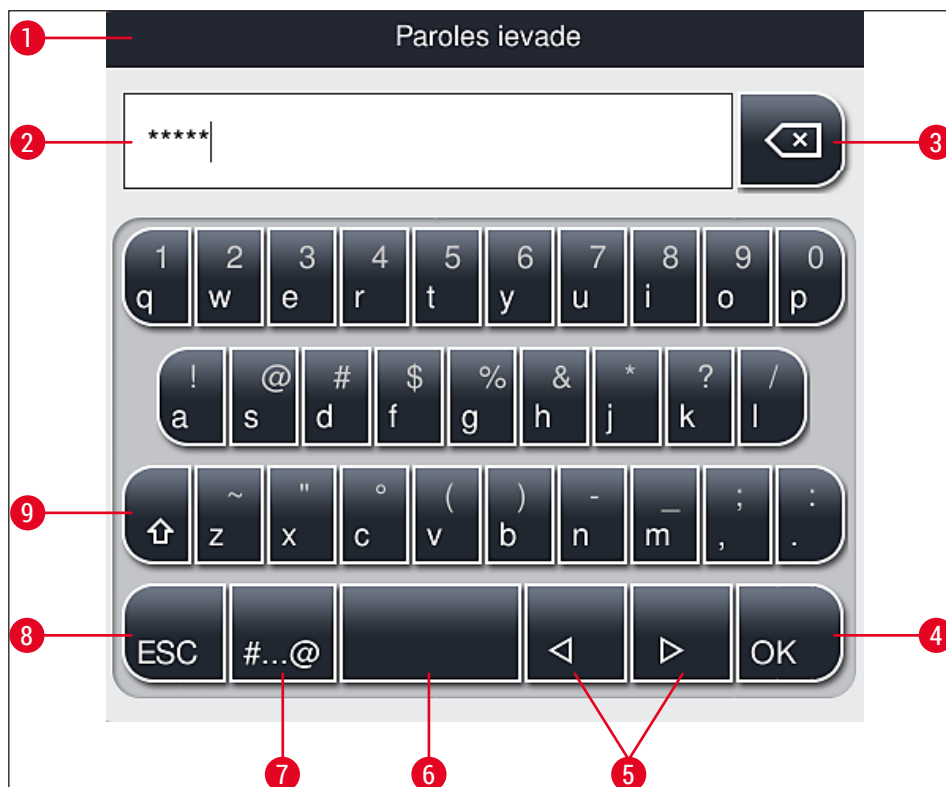 1 Paroles ievade
2 ***** 3
1 2 3 4 5 6 7 8 9 0
q w e r t y u i o p
! @ # $ % & * ? /
a s d f g h j k l
9 ~ " ° ( ) - _ ; :
z x c v b n m , .
8 ESC #...@ OK 4
7 6 5